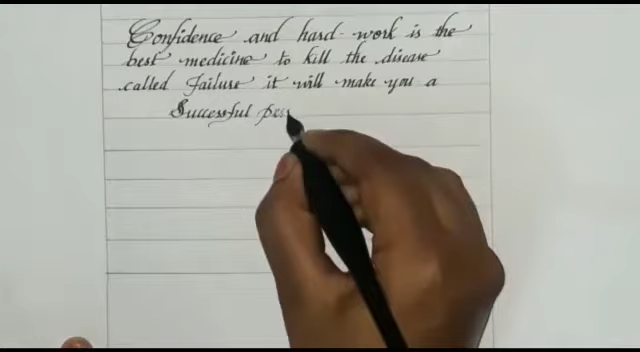 Confidence and hard work is the
best medicine to kill the disease
called Failure it will make you a
Successful pers